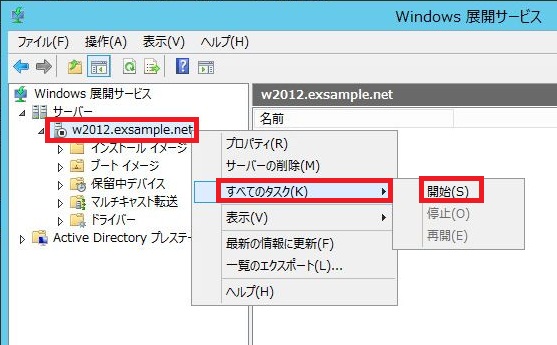 Windows 展開サービス
ファイル(F) 操作(A) 表示(V) ヘルプ(H)
Windows 展開サービス
サーバー
w2012.exsample.net
インストール イメージ
ブート イメージ
保留中デバイス
マルチキャスト転送
ドライバー
Active Directory プレステー
w2012.exsample.net
名前
プロパティ(R)
サーバーの削除(M)
すべてのタスク(K)
表示(V)
最新の情報に更新(F)
一覧のエクスポート(L)...
ヘルプ(H)
開始(S)
停止(O)
再開(E)